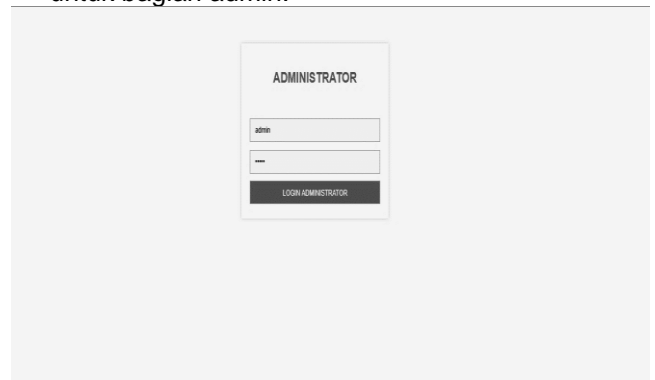 untuk bagian admin.
ADMINISTRATOR
admin
•••••
LOGIN ADMINISTRATOR